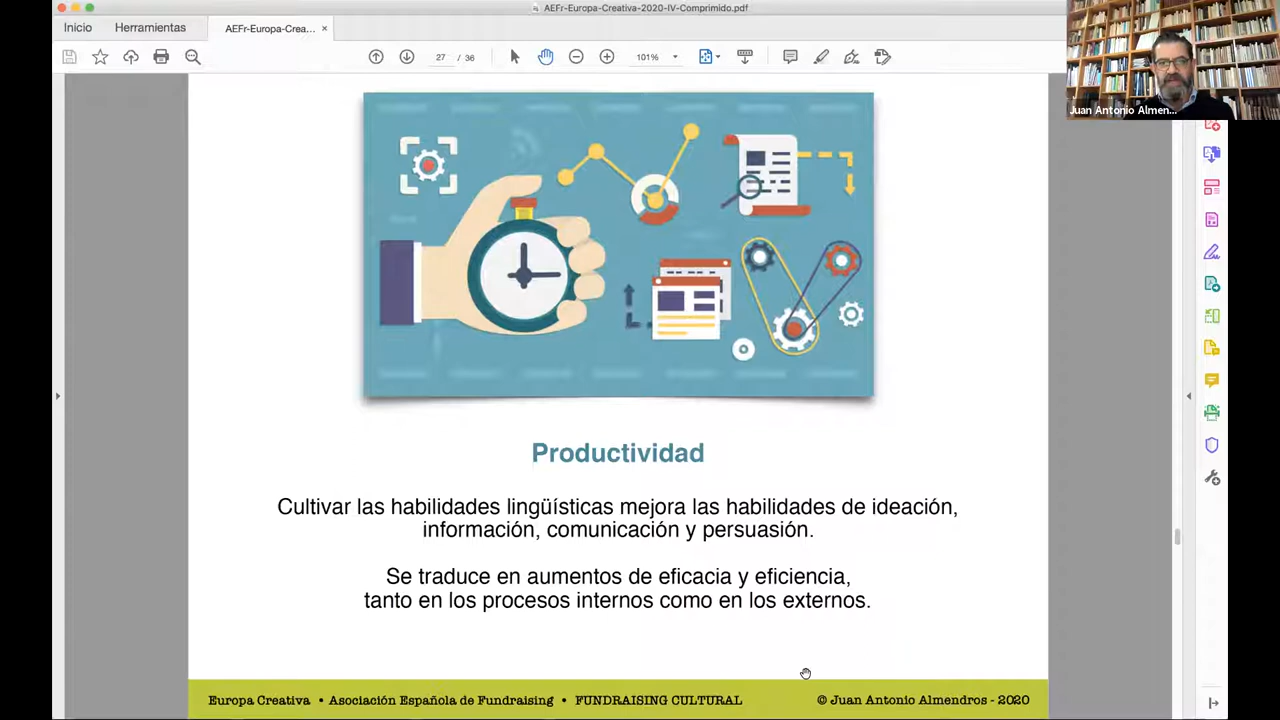 AEFr-Europa-Creativa-2020-IV-Comprimido.pdf
Inicio
Herramientas
AEFr-Europa-Crea...
27 / 36
101%
Juan Antonio Almen...
Productividad
Cultivar las habilidades lingüísticas mejora las habilidades de ideación,
información, comunicación y persuasión.
Se traduce en aumentos de eficacia y eficiencia,
tanto en los procesos internos como en los externos.
Europa Creativa • Asociación Española de Fundraising • FUNDRAISING CULTURAL
© Juan Antonio Almendros - 2020